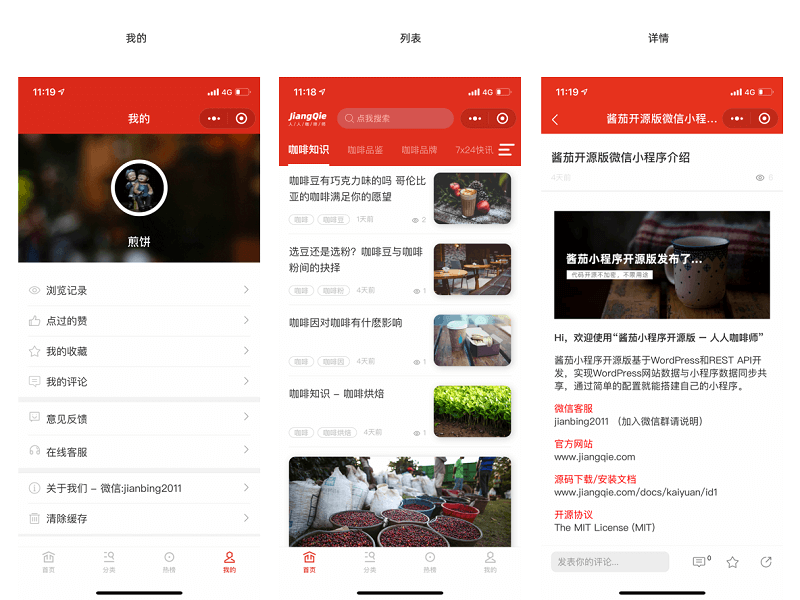 我的
列表
详情
11:19
4G
我的
煎饼
浏览记录
点过的赞
我的收藏
我的评论
意见反馈
在线客服
关于我们 - 微信:jianbing2011
清除缓存
首页
分类
热榜
我的
11:18
4G
JiangQie
人人咖啡师
点我搜索
咖啡知识
咖啡品鉴
咖啡品牌
7x24快讯
咖啡豆有巧克力味的吗 哥伦比
亚的咖啡满足你的愿望
咖啡 咖啡豆 1天前 2
选豆还是选粉？咖啡豆与咖啡
粉间的抉择
咖啡 咖啡粉 4天前 1
咖啡因对咖啡有什麽影响
咖啡 咖啡因 4天前 1
咖啡知识 - 咖啡烘焙
咖啡 咖啡烘焙 4天前 1
首页
分类
热榜
我的
11:19
4G
酱茄开源版微信小程...
酱茄开源版微信小程序介绍
4天前 6
酱茄小程序开源版发布了...
代码开源不加密，不限用途
Hi，欢迎使用“酱茄小程序开源版 — 人人咖啡师”
酱茄小程序开源版基于WordPress和REST API开
发，实现WordPress网站数据与小程序数据同步共
享，通过简单的配置就能搭建自己的小程序。
微信客服
jianbing2011 （加入微信群请说明）
官方网站
www.jiangqie.com
源码下载/安装文档
www.jiangqie.com/docs/kaiyuan/id1
开源协议
The MIT License (MIT)
发表你的评论...
0